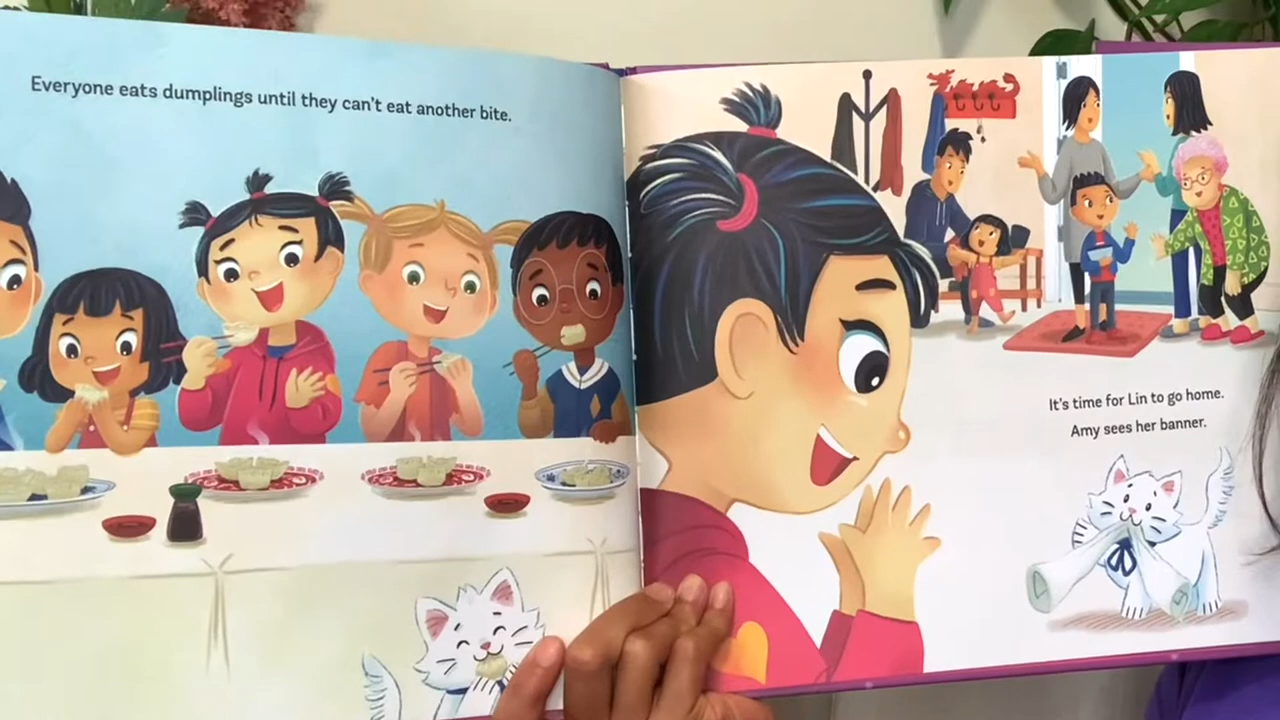 Everyone eats dumplings until they can't eat another bite.
It's time for Lin to go home.
Amy sees her banner.